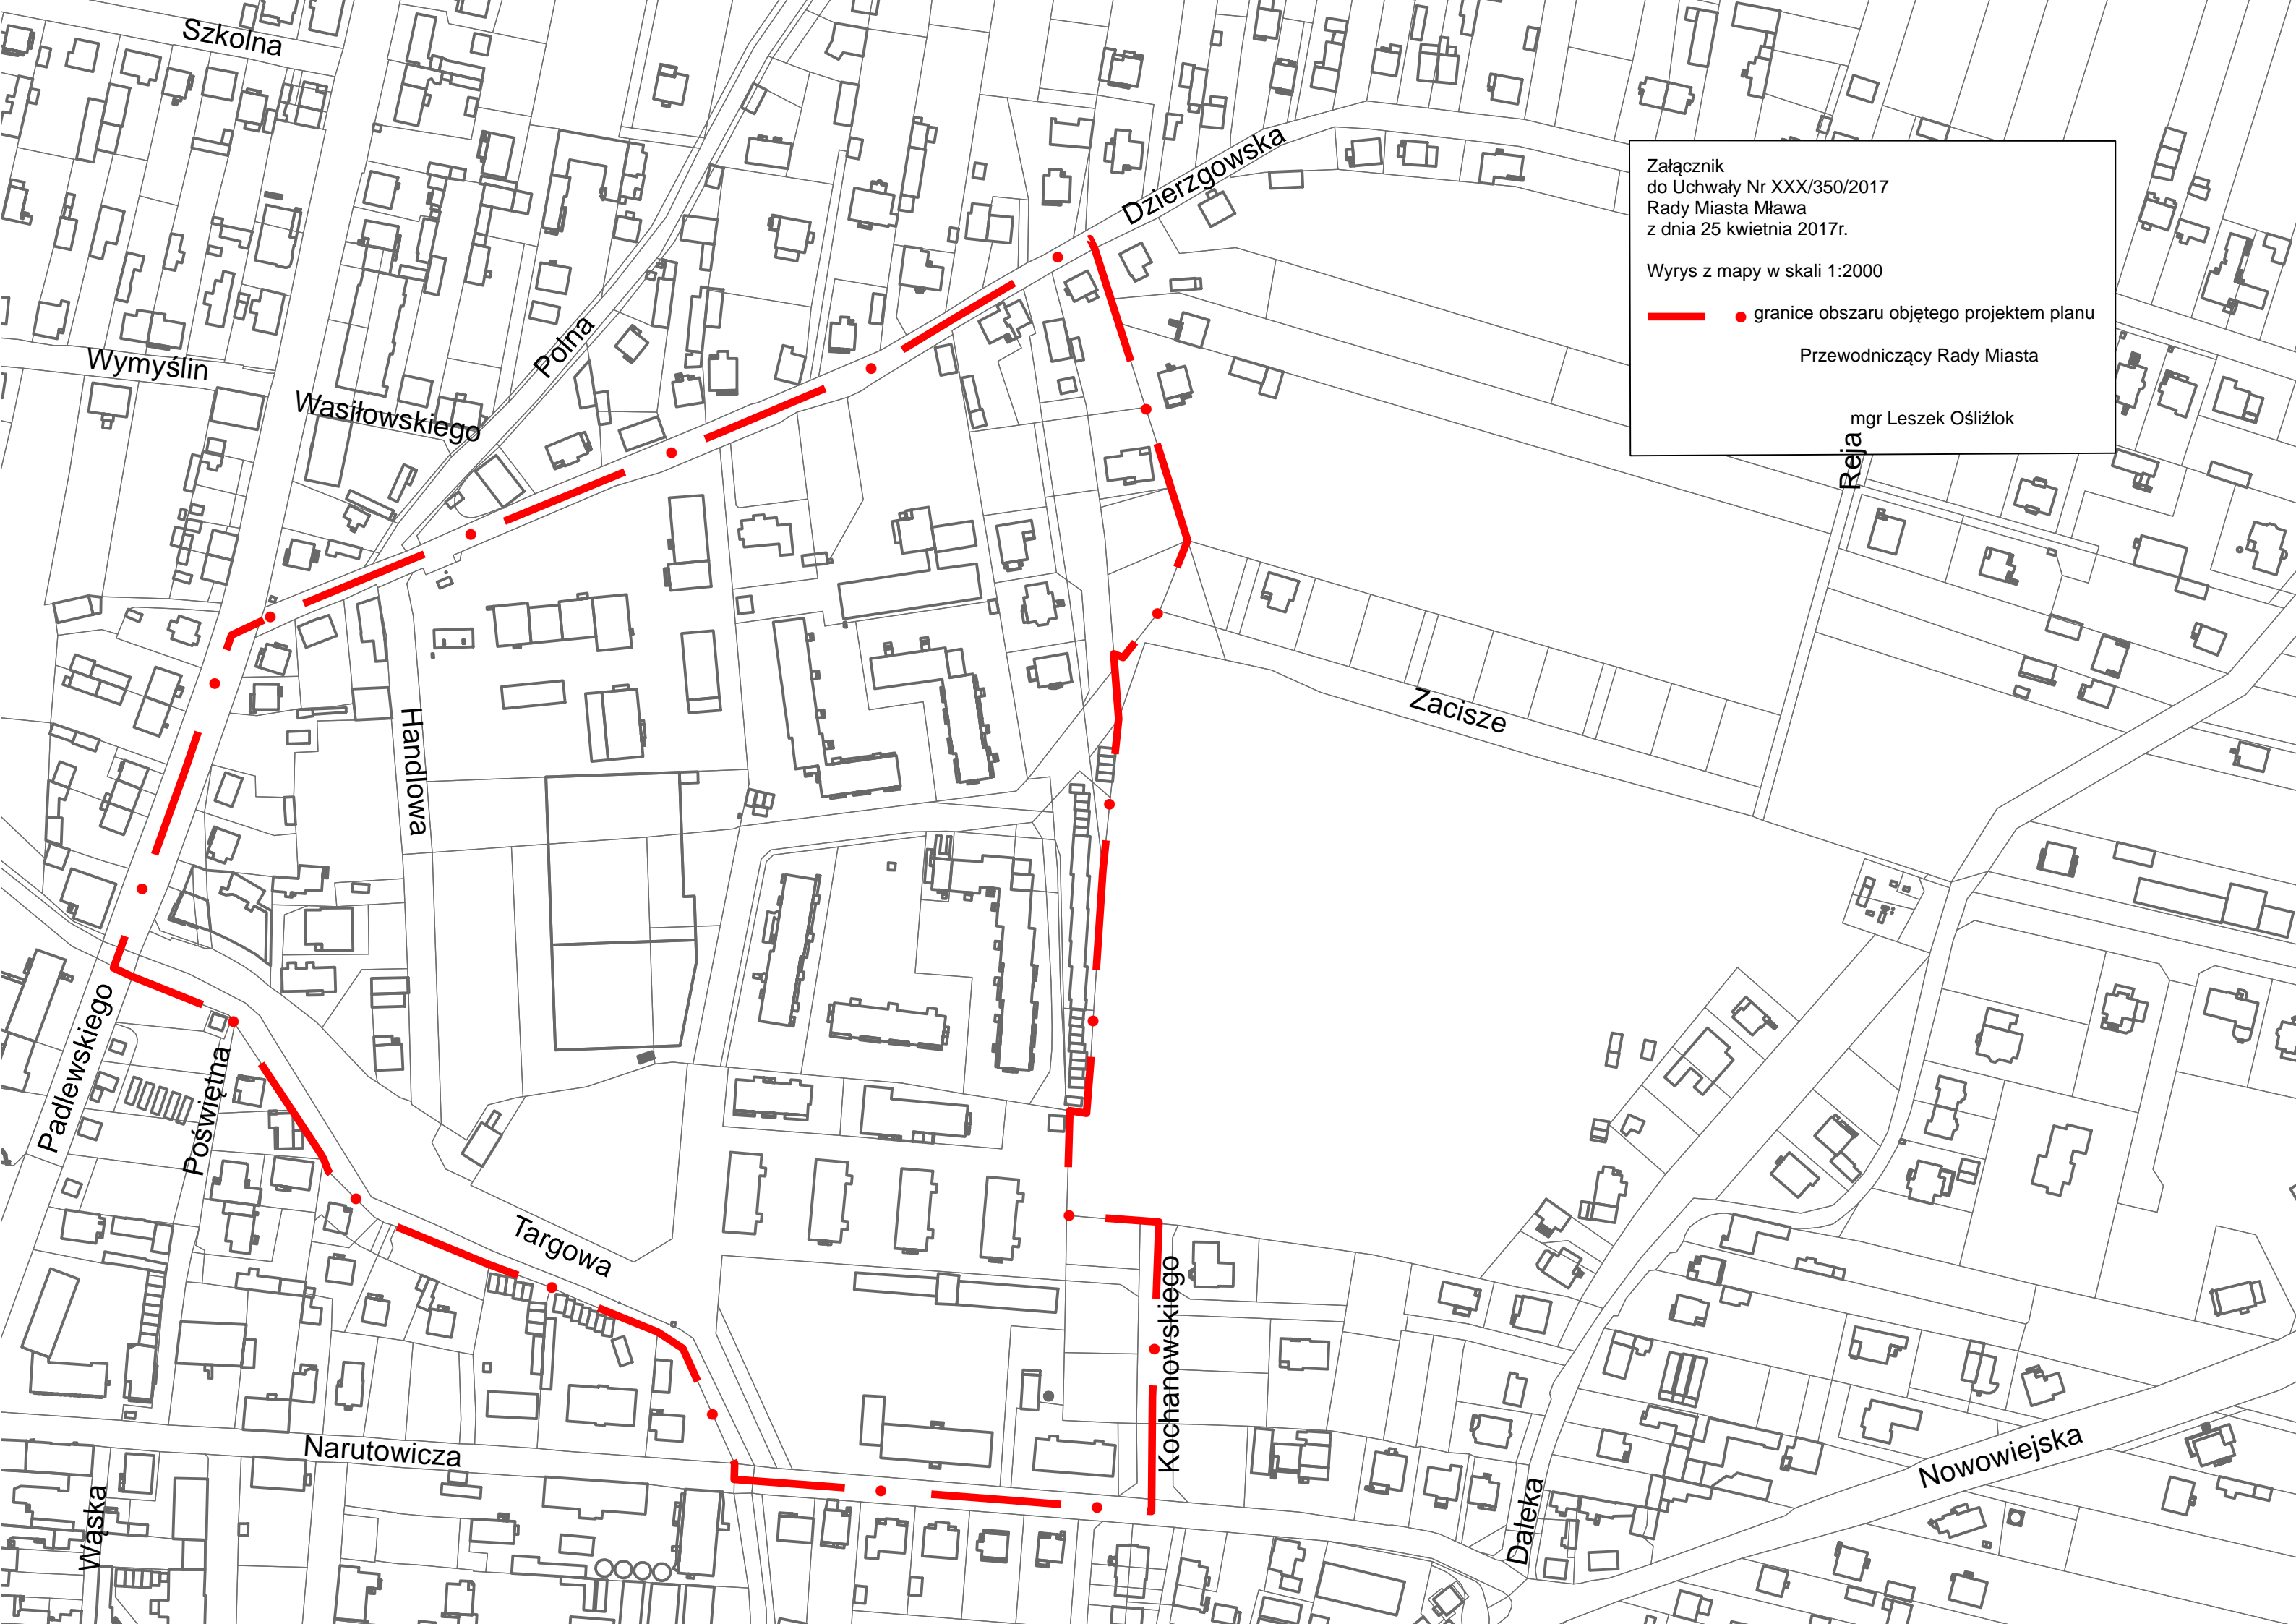 Szkolna
Dzierzgowska
Załącznik
do Uchwały Nr XXX/350/2017
Rady Miasta Mława
z dnia 25 kwietnia 2017r.
Wyrys z mapy w skali 1:2000
granice obszaru objętego projektem planu
Przewodniczący Rady Miasta
mgr Leszek Ośliźlok
Polna
Wymyślin
Wasiłowskiego
Reja
Zacisze
Handlowa
Padlewskiego
Poświętna
Targowa
Kochanowskiego
Narutowicza
Nowowiejska
Wąska
Daleka